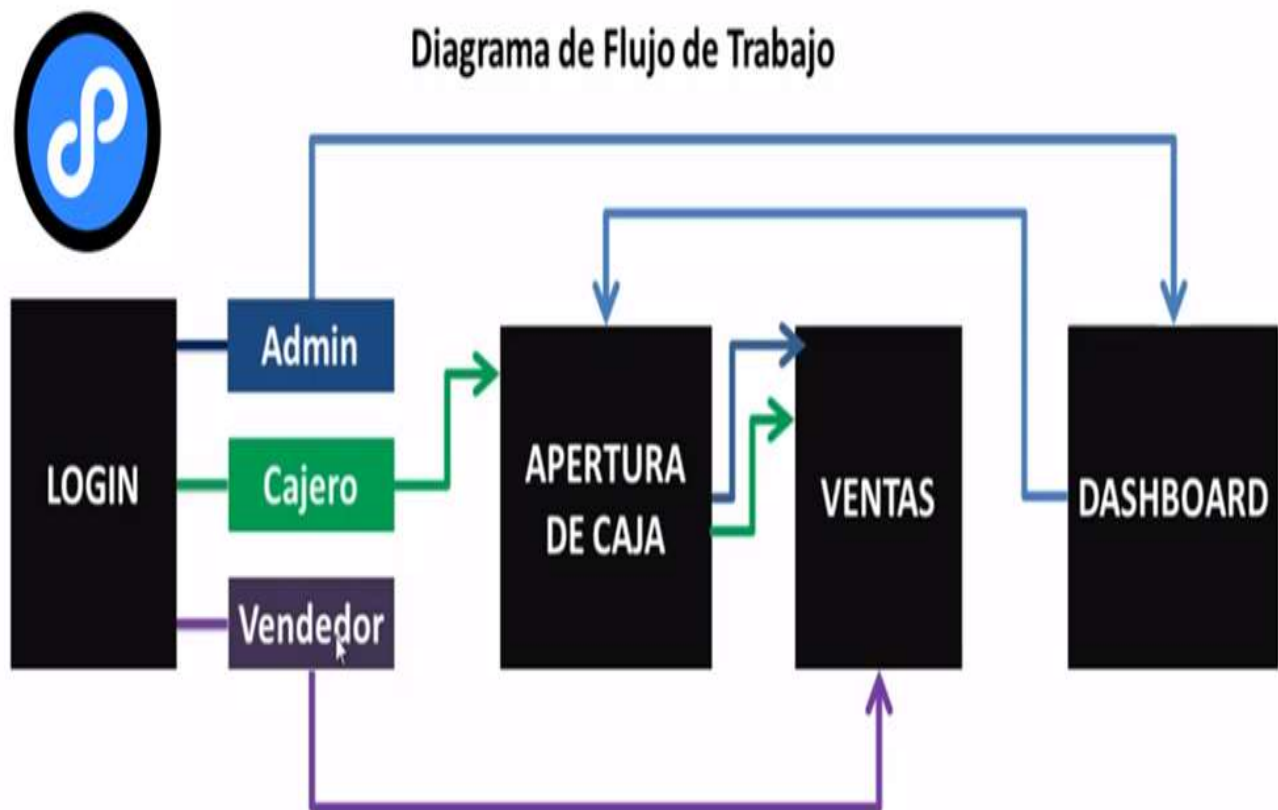 Diagrama de Flujo de Trabajo
LOGIN
Admin
Cajero
Vendedor
APERTURA
DE CAJA
VENTAS
DASHBOARD